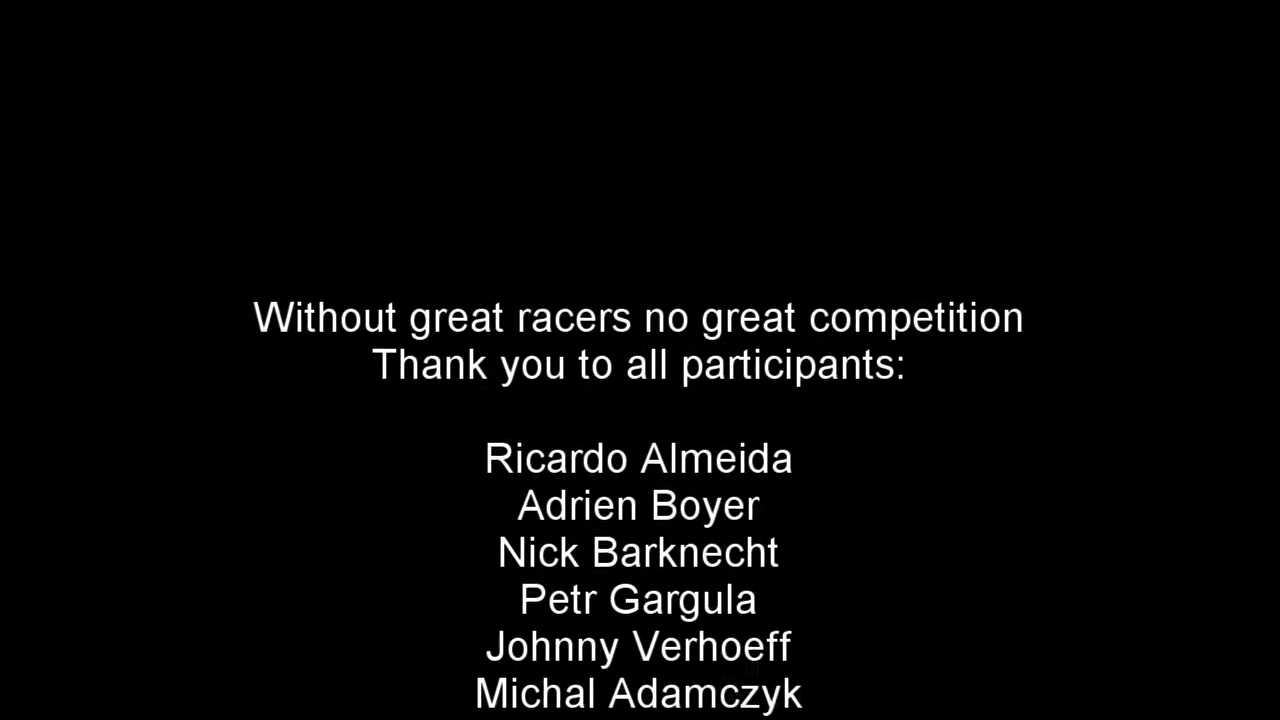 Without great racers no great competition
Thank you to all participants:
Ricardo Almeida
Adrien Boyer
Nick Barknecht
Petr Gargula
Johnny Verhoeff
Michal Adamczyk